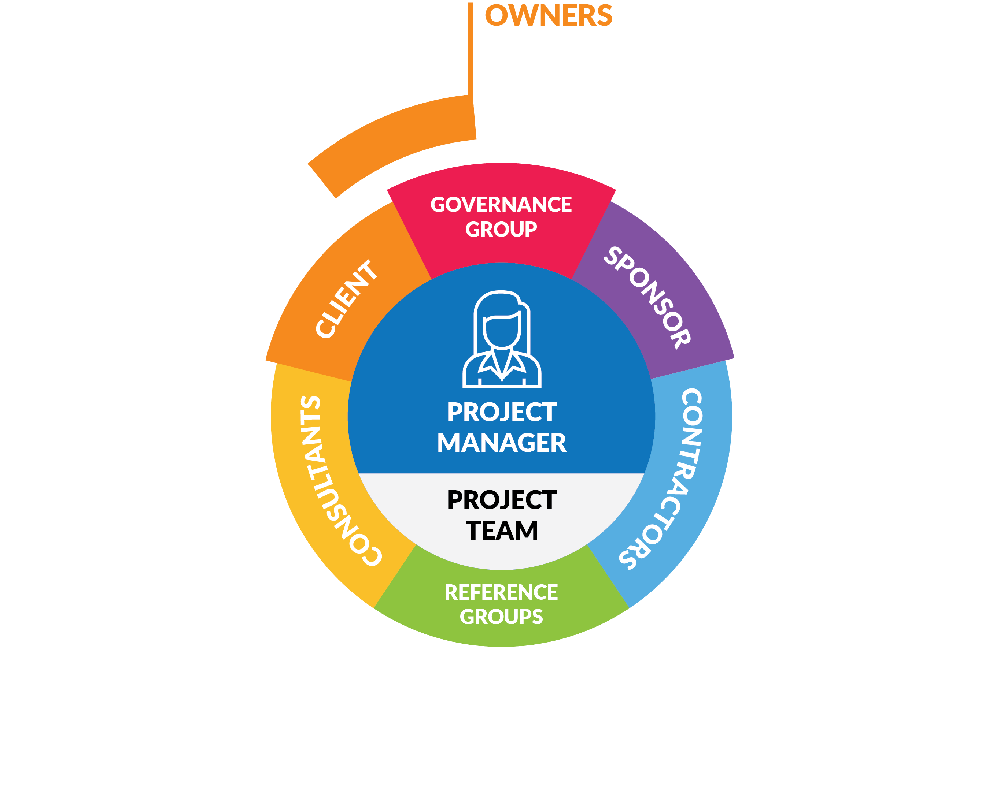 OWNERS
GOVERNANCE
GROUP
CLIENT
SPONSOR
PROJECT
MANAGER
CONSULTANTS
CONTRACTORS
PROJECT
TEAM
REFERENCE
GROUPS